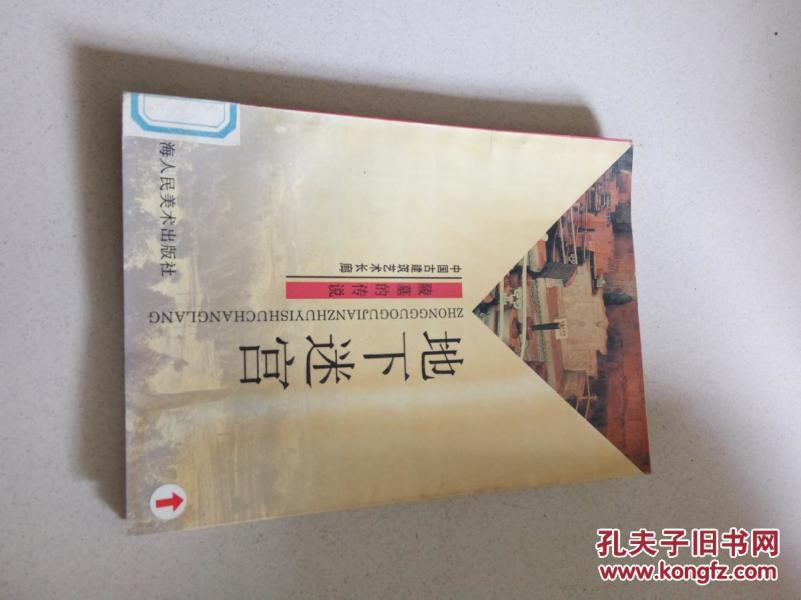 中国古建筑艺术长廊
陵墓的传说
ZHONGGUOGUJIANZHUYISHUCHANGLANG
地下迷宫
海人民美术出版社
孔夫子旧书网
www.kongfz.com